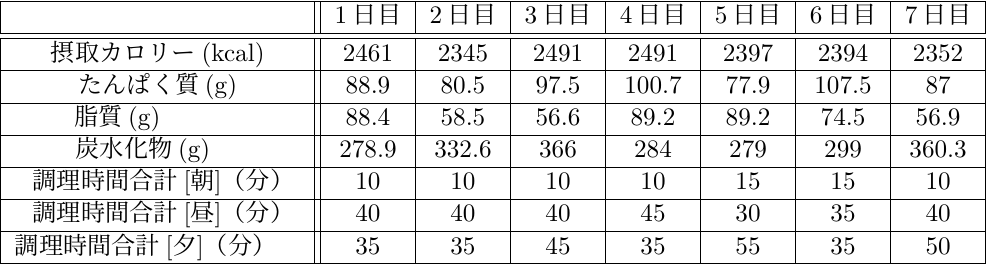 1日目 2日目 3日目 4日目 5日目 6日目 7日目
摂取カロリー (kcal) 2461 2345 2491 2491 2397 2394 2352
たんぱく質 (g) 88.9 80.5 97.5 100.7 77.9 107.5 87
脂質 (g) 88.4 58.5 56.6 89.2 89.2 74.5 56.9
炭水化物 (g) 278.9 332.6 366 284 279 299 360.3
調理時間合計 [朝]（分） 10 10 10 10 15 15 10
調理時間合計 [昼]（分） 40 40 40 45 30 35 40
調理時間合計 [夕]（分） 35 35 45 35 55 35 50